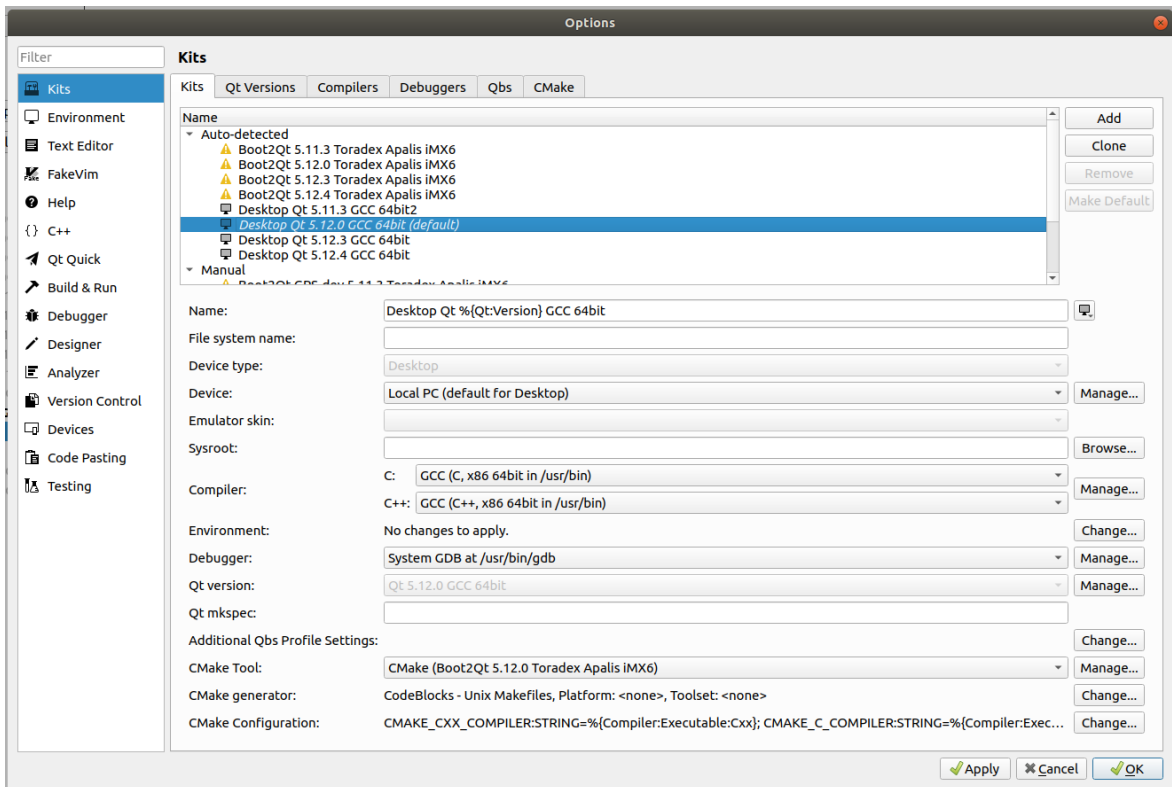 Options
Filter
Kits
Kits
Environment
Text Editor
FakeVim
Help
C++
Qt Quick
Build & Run
Debugger
Designer
Analyzer
Version Control
Devices
Code Pasting
Testing
Kits Qt Versions Compilers Debuggers Qbs CMake
Name
Auto-detected
Boot2Qt 5.11.3 Toradex Apalis iMX6
Boot2Qt 5.12.0 Toradex Apalis iMX6
Boot2Qt 5.12.3 Toradex Apalis iMX6
Boot2Qt 5.12.4 Toradex Apalis iMX6
Desktop Qt 5.11.3 GCC 64bit2
Desktop Qt 5.12.0 GCC 64bit (default)
Desktop Qt 5.12.3 GCC 64bit
Desktop Qt 5.12.4 GCC 64bit
Manual
Boot2Qt GPS-dev 5.11.3 Toradex Apalis iMX6
Add
Clone
Remove
Make Default
Name: Desktop Qt %{Qt:Version} GCC 64bit
File system name:
Device type: Desktop
Device: Local PC (default for Desktop) Manage...
Emulator skin:
Sysroot: Browse...
Compiler: C: GCC (C, x86 64bit in /usr/bin) Manage...
C++: GCC (C++, x86 64bit in /usr/bin)
Environment: No changes to apply. Change...
Debugger: System GDB at /usr/bin/gdb Manage...
Qt version: Qt 5.12.0 GCC 64bit Manage...
Qt mkspec:
Additional Qbs Profile Settings: Change...
CMake Tool: CMake (Boot2Qt 5.12.0 Toradex Apalis iMX6) Manage...
CMake generator: CodeBlocks - Unix Makefiles, Platform: <none>, Toolset: <none> Change...
CMake Configuration: CMAKE_CXX_COMPILER:STRING=%{Compiler:Executable:Cxx}; CMAKE_C_COMPILER:STRING=%{Compiler:Exec... Change...
Apply Cancel OK